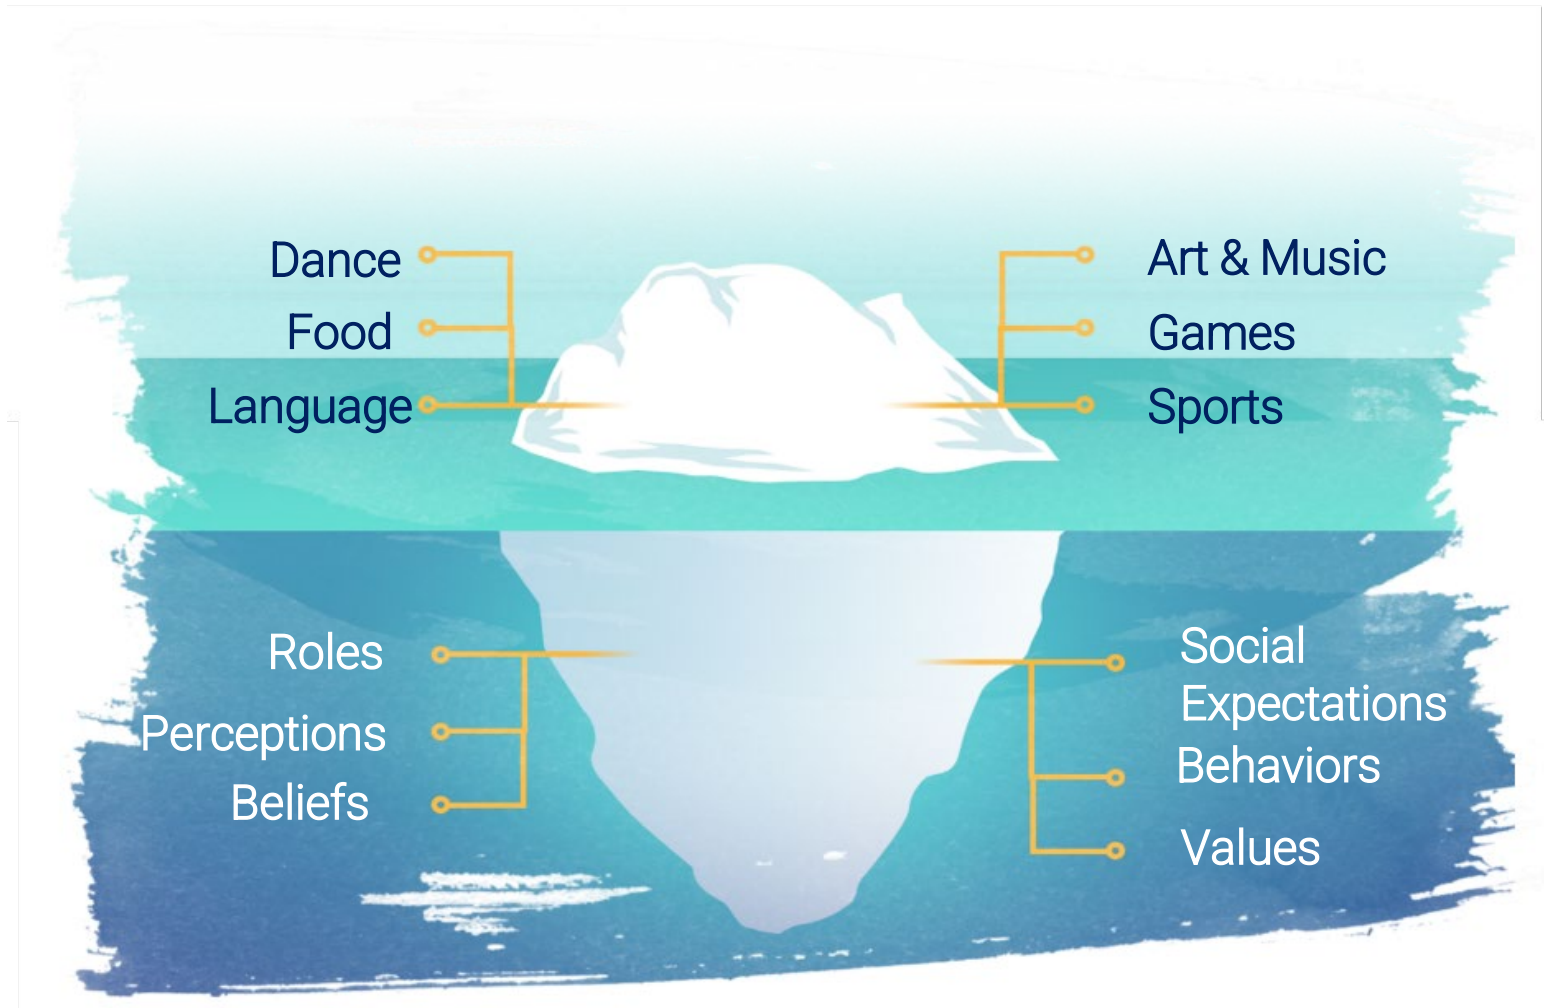 Dance
Food
Language
Art & Music
Games
Sports
Roles
Perceptions
Beliefs
Social
Expectations
Behaviors
Values